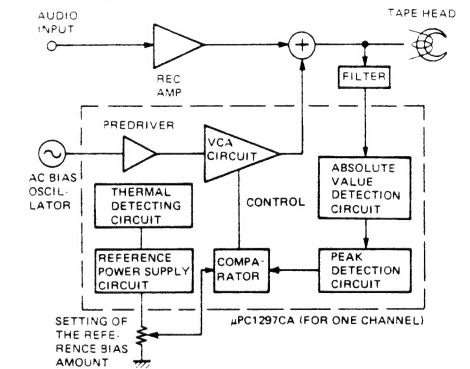 AUDIO
INPUT
REC
AMP
+
TAPE HEAD
FILTER
PREDRIVER
VCA
CIRCUIT
AC BIAS
OSCIL-
LATOR
THERMAL
DETECTING
CIRCUIT
CONTROL
ABSOLUTE
VALUE
DETECTION
CIRCUIT
REFERENCE
POWER SUPPLY
CIRCUIT
COMPA-
RATOR
PEAK
DETECTION
CIRCUIT
SETTING OF
THE REFE-
RENCE BIAS
AMOUNT
μPC1297CA (FOR ONE CHANNEL)